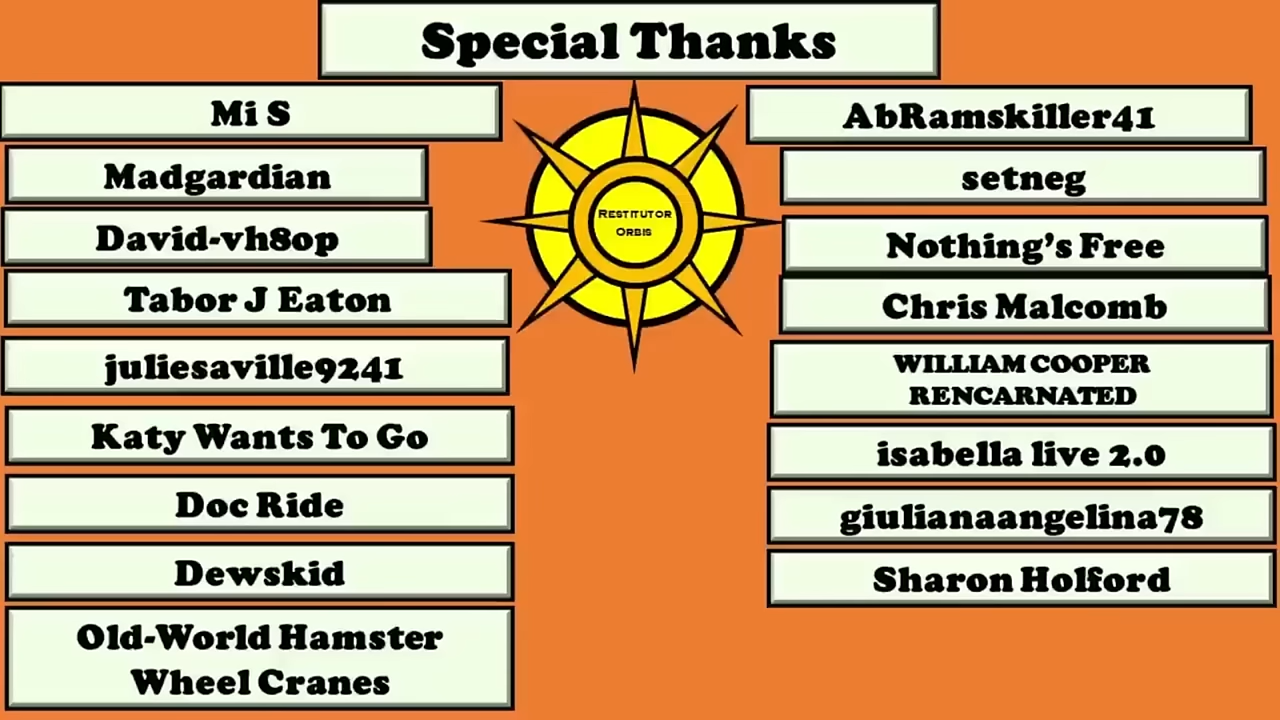 Special Thanks
Mi S
Madgardian
David-vh8op
Tabor J Eaton
juliesaville9241
Katy Wants To Go
Doc Ride
Dewskid
Old-World Hamster
Wheel Cranes
RESTITUTOR
ORBIS
AbRamskiller41
setneg
Nothing's Free
Chris Malcomb
WILLIAM COOPER
RENCARNATED
isabella live 2.0
giulianaangelina78
Sharon Holford